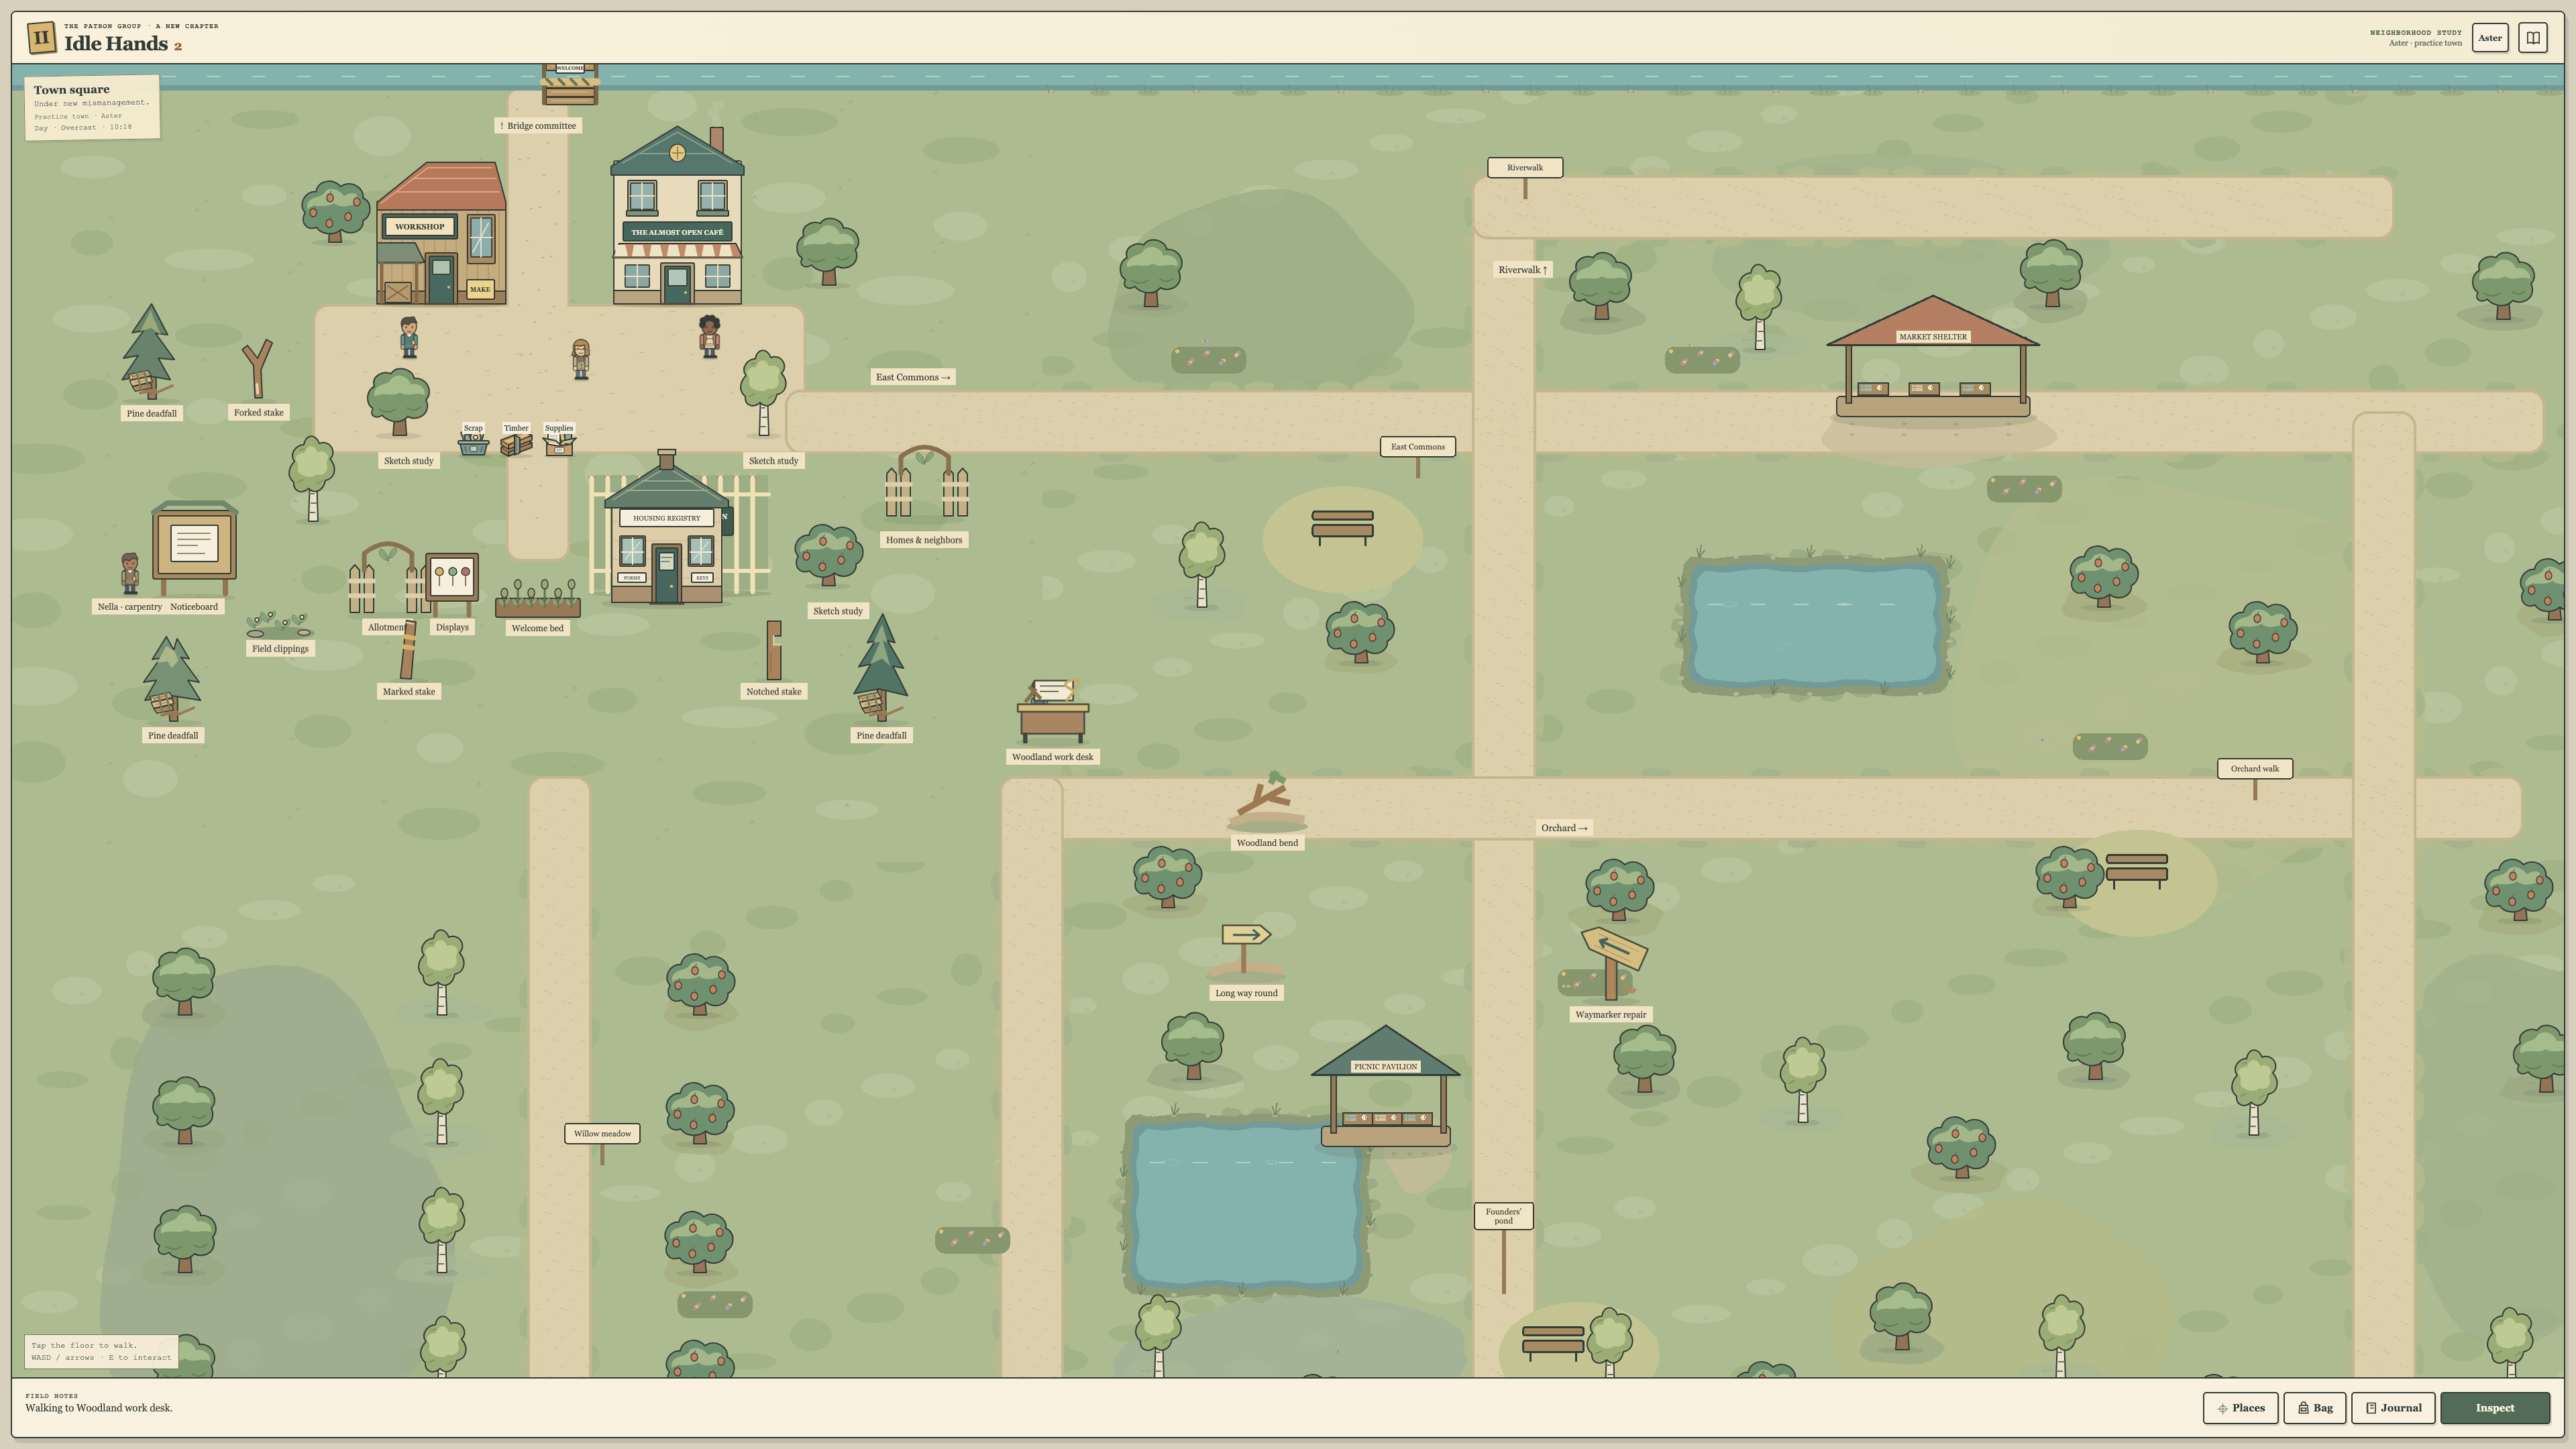 II
THE PATRON GROUP · A NEW CHAPTER
Idle Hands 2
NEIGHBORHOOD STUDY
Aster · practice town
Aster
Town square
Under new mismanagement.
Practice town · Aster
Day · Overcast · 10:18
WELCOME
! Bridge committee
WORKSHOP
MAKE
THE ALMOST OPEN CAFÉ
Riverwalk
Riverwalk ↑
MARKET SHELTER
East Commons →
East Commons
Pine deadfall
Forked stake
Scrap
Timber
Supplies
Sketch study
Sketch study
HOUSING REGISTRY
N
FORMS
KEYS
Homes & neighbors
Nella · carpentry
Noticeboard
Field clippings
Allotment
Displays
Welcome bed
Sketch study
Marked stake
Notched stake
Pine deadfall
Pine deadfall
Woodland work desk
Orchard walk
Woodland bend
Orchard →
Long way round
Waymarker repair
PICNIC PAVILION
Willow meadow
Founders'
pond
Tap the floor to walk.
WASD / arrows · E to interact
FIELD NOTES
Walking to Woodland work desk.
Places
Bag
Journal
Inspect